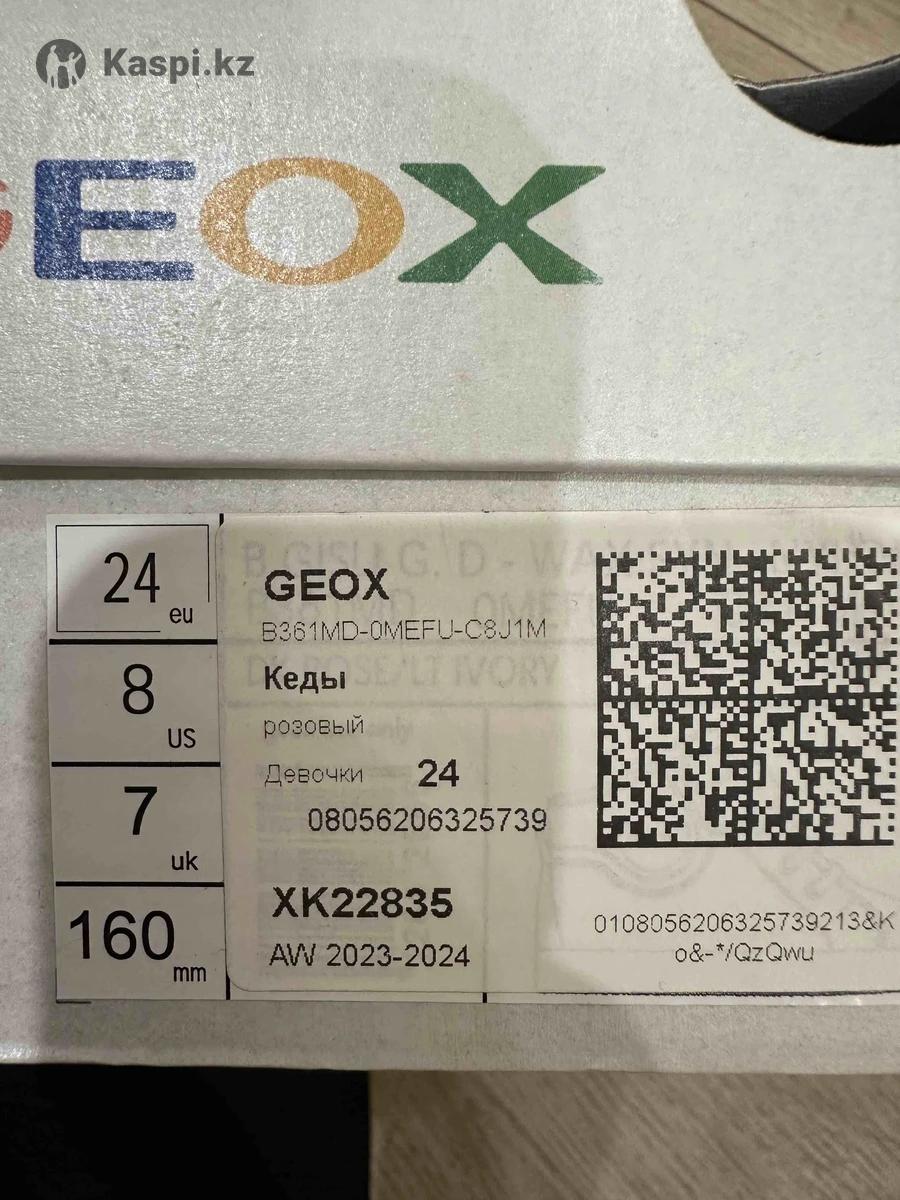 Kaspi.kz
GEOX
24 eu
8 US
7 uk
160 mm
GEOX
B361MD-0MEFU-C8J1M
Кеды
розовый
Девочки 24
08056206325739
XK22835
AW 2023-2024
0108056206325739213&K
o&-*/QzQwu